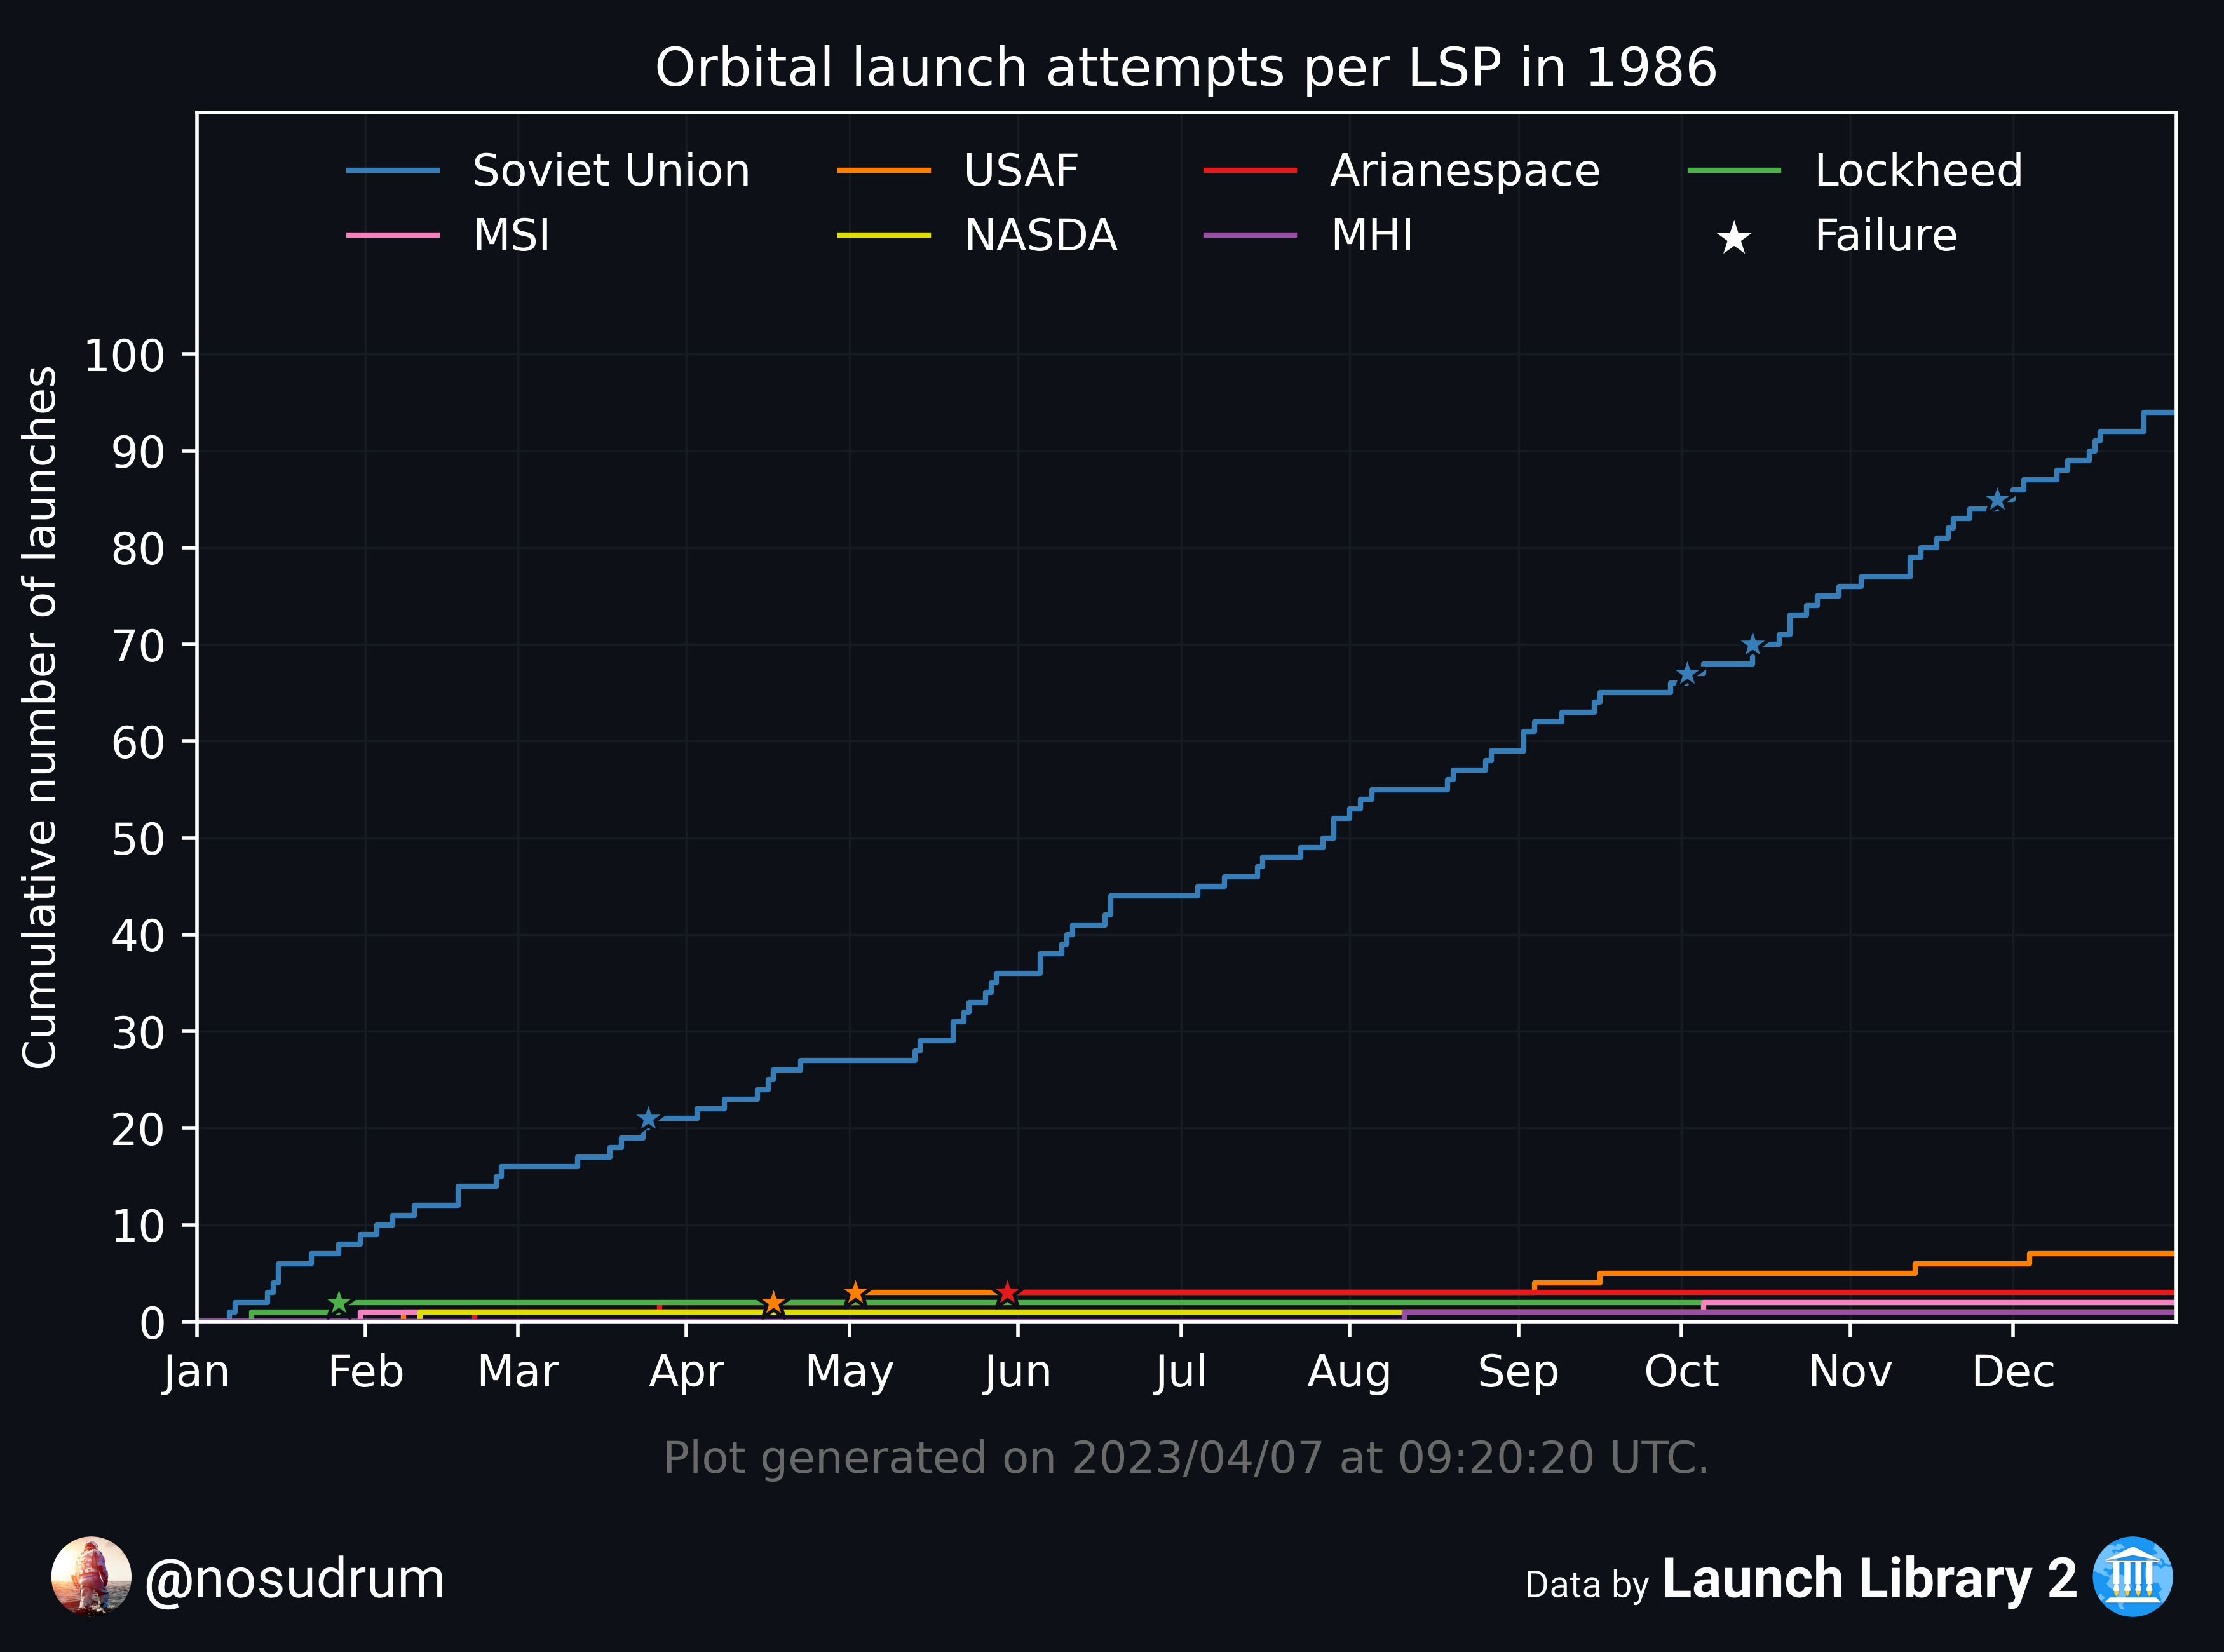 Orbital launch attempts per LSP in 1986
Soviet Union USAF Arianespace Lockheed
MSI NASDA MHI Failure
Cumulative number of launches
100
90
80
70
60
50
40
30
20
10
0
Jan Feb Mar Apr May Jun Jul Aug Sep Oct Nov Dec
Plot generated on 2023/04/07 at 09:20:20 UTC.
@nosudrum
Data by Launch Library 2